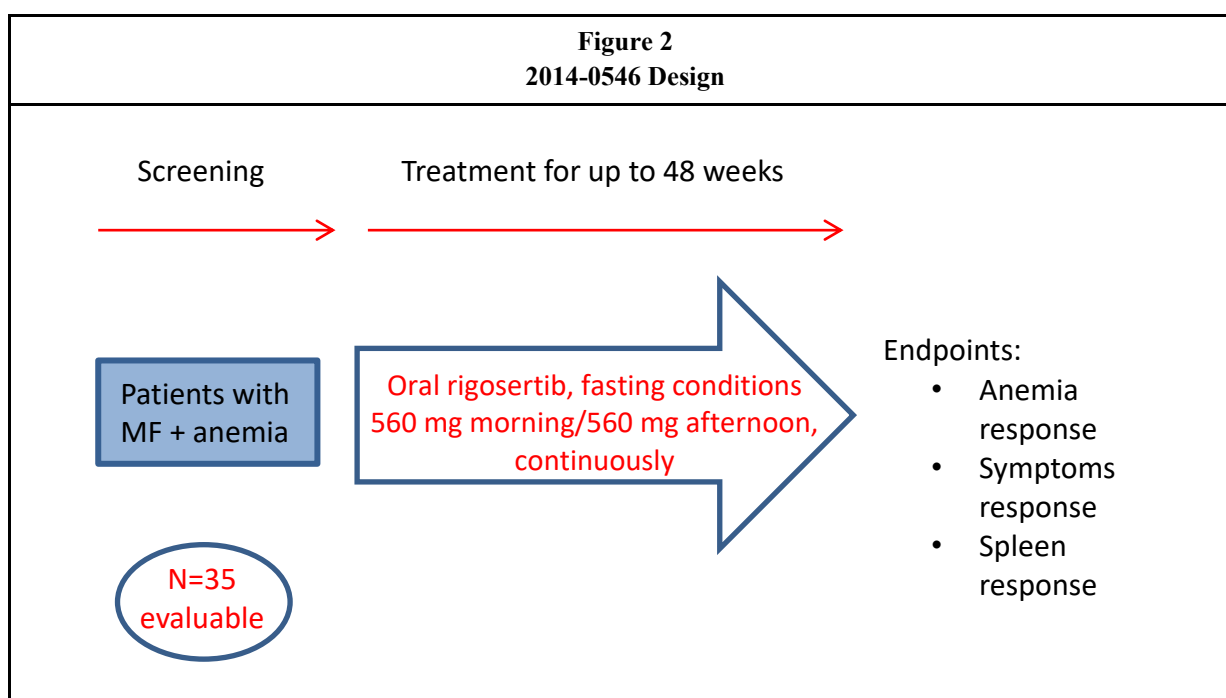 Figure 2
2014-0546 Design
Screening
Treatment for up to 48 weeks
Patients with
MF + anemia
Oral rigosertib, fasting conditions
560 mg morning/560 mg afternoon,
continuously
Endpoints:
• Anemia
response
• Symptoms
response
• Spleen
response
N=35
evaluable